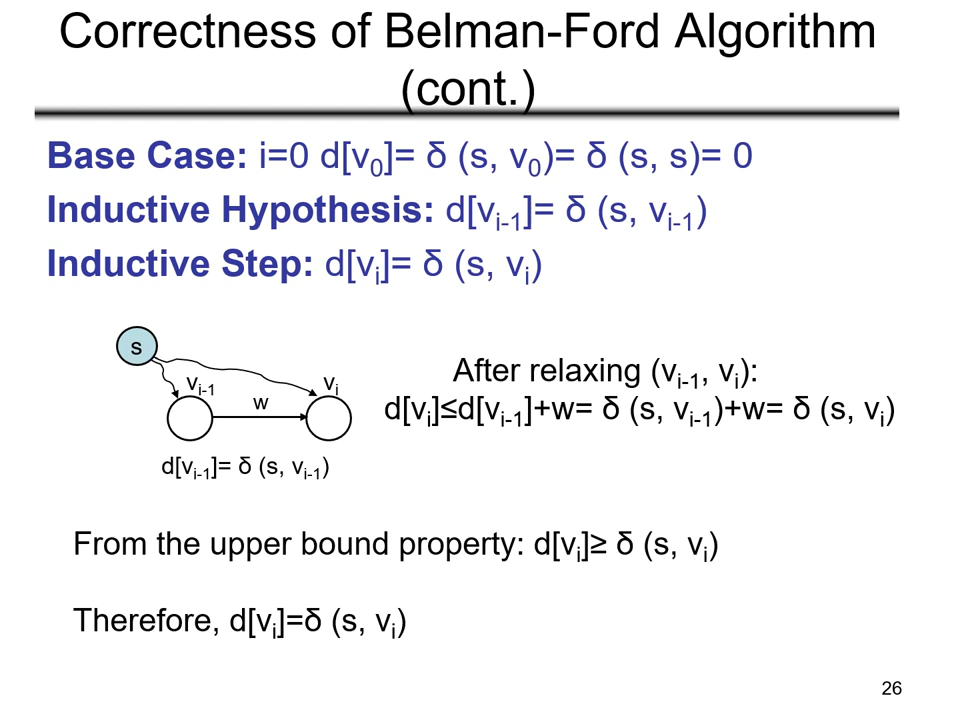 Correctness of Belman-Ford Algorithm
(cont.)
Base Case: i=0 d[v0]= δ (s, v0)= δ (s, s)= 0
Inductive Hypothesis: d[vi-1]= δ (s, vi-1)
Inductive Step: d[vi]= δ (s, vi)
s
vi-1
vi
w
d[vi-1]= δ (s, vi-1)
After relaxing (vi-1, vi):
d[vi]≤d[vi-1]+w= δ (s, vi-1)+w= δ (s, vi)
From the upper bound property: d[vi]≥ δ (s, vi)
Therefore, d[vi]=δ (s, vi)
26